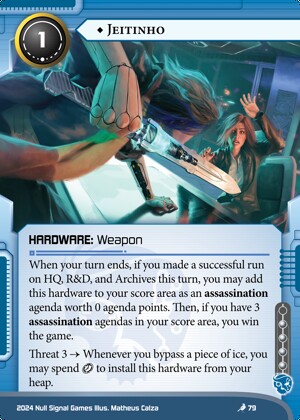 1
◆ Jeitinho
HARDWARE: Weapon
When your turn ends, if you made a successful run
on HQ, R&D, and Archives this turn, you may add
this hardware to your score area as an assassination
agenda worth 0 agenda points. Then, if you have 3
assassination agendas in your score area, you win
the game.
Threat 3 → Whenever you bypass a piece of ice, you
may spend to install this hardware from your
heap.
2024 Null Signal Games Illus. Matheus Calza
79